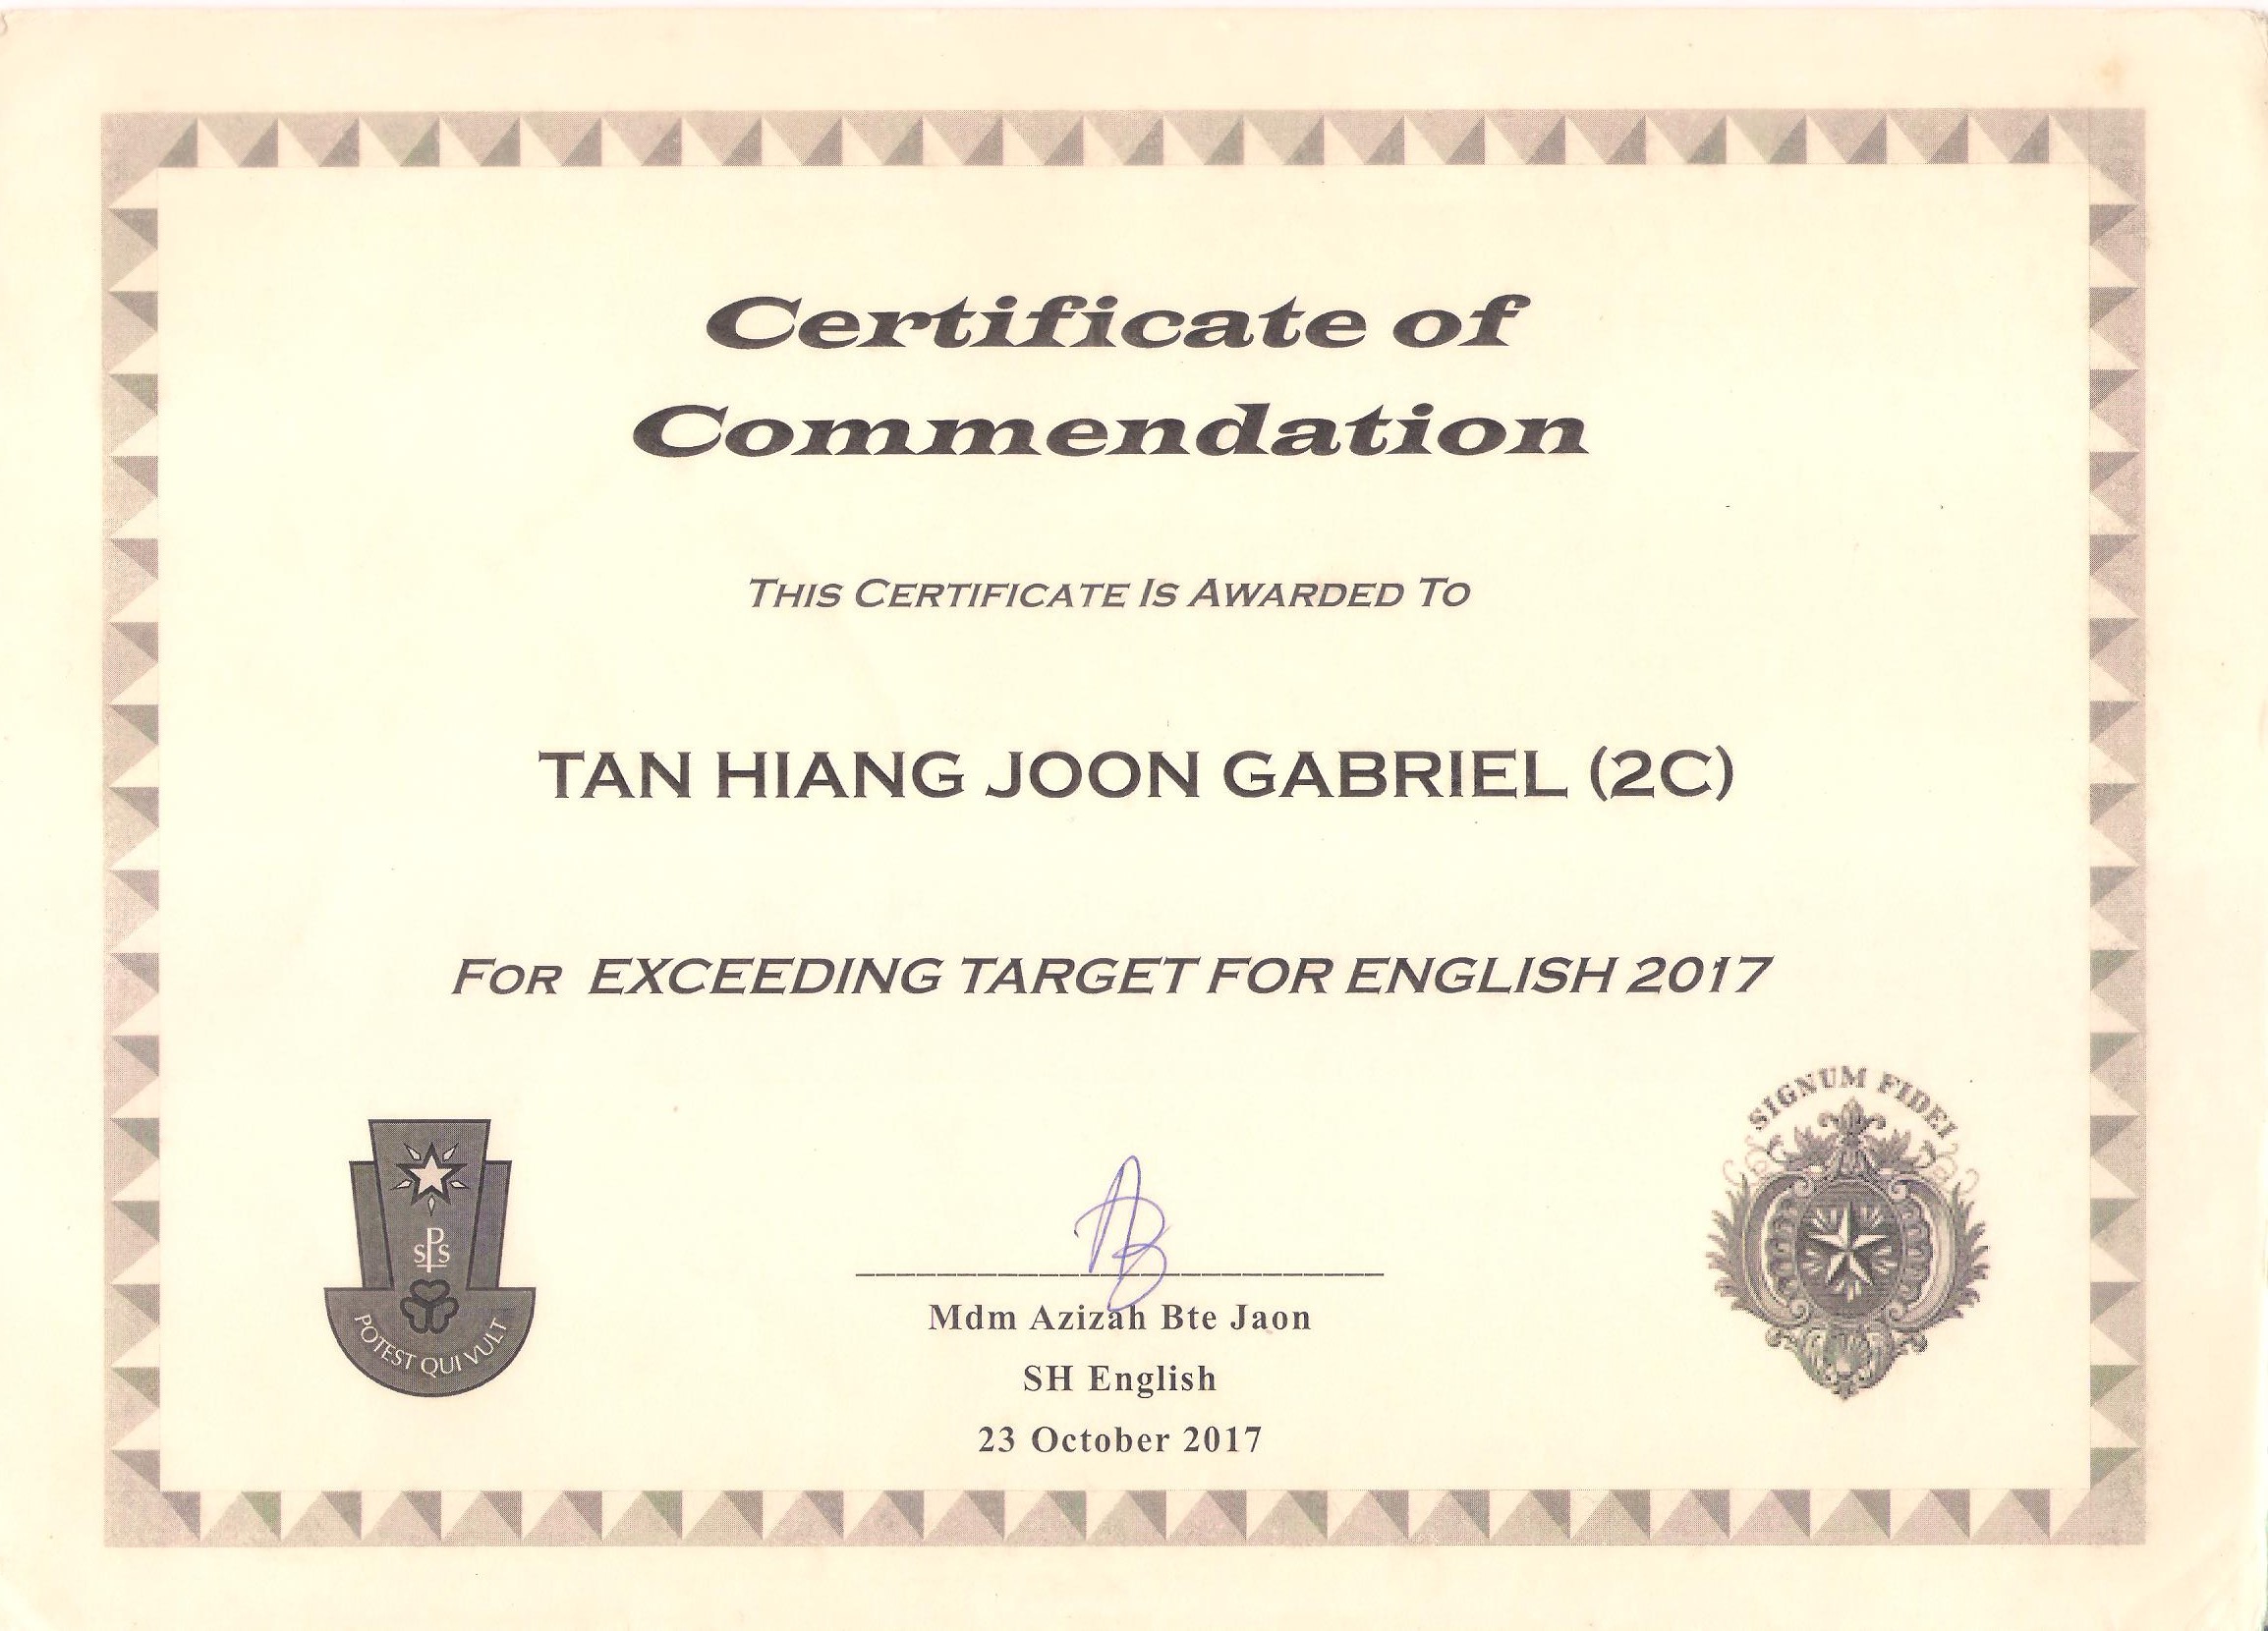 Certificate of
Commendation
THIS CERTIFICATE IS AWARDED TO
TAN HIANG JOON GABRIEL (2C)
FOR EXCEEDING TARGET FOR ENGLISH 2017
SPS
POTEST QUI VULT
SIGNUM FIDEI
Mdm Azizah Bte Jaon
SH English
23 October 2017